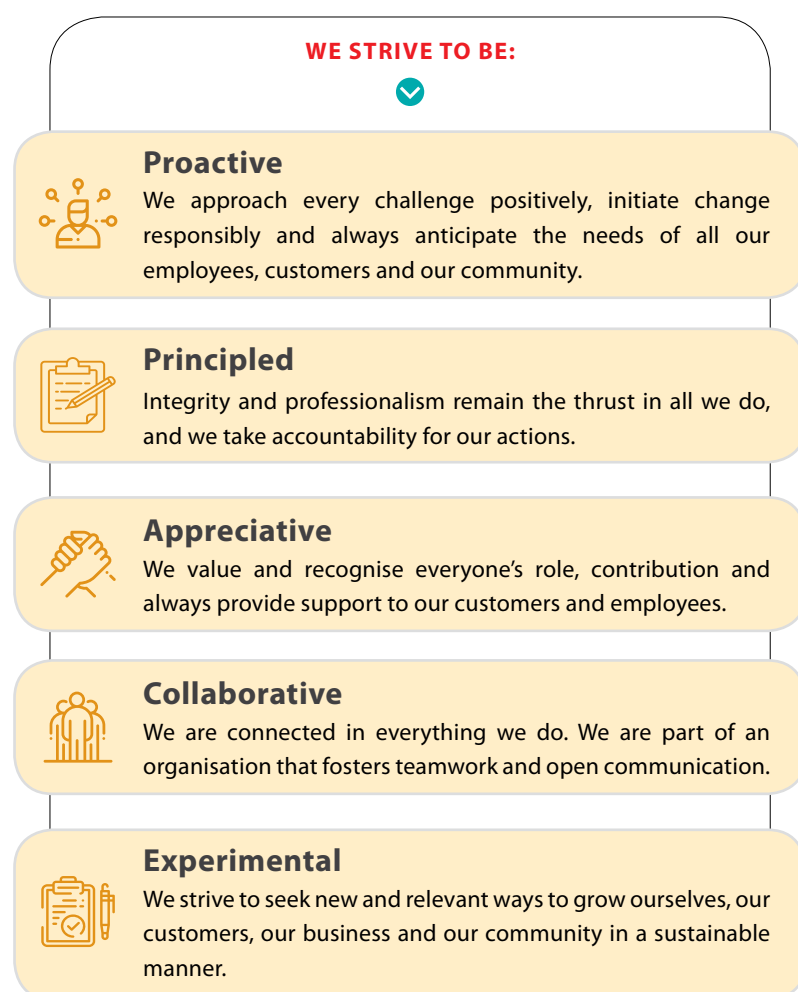 WE STRIVE TO BE:
Proactive
We approach every challenge positively, initiate change
responsibly and always anticipate the needs of all our
employees, customers and our community.
Principled
Integrity and professionalism remain the thrust in all we do,
and we take accountability for our actions.
Appreciative
We value and recognise everyone’s role, contribution and
always provide support to our customers and employees.
Collaborative
We are connected in everything we do. We are part of an
organisation that fosters teamwork and open communication.
Experimental
We strive to seek new and relevant ways to grow ourselves, our
customers, our business and our community in a sustainable
manner.